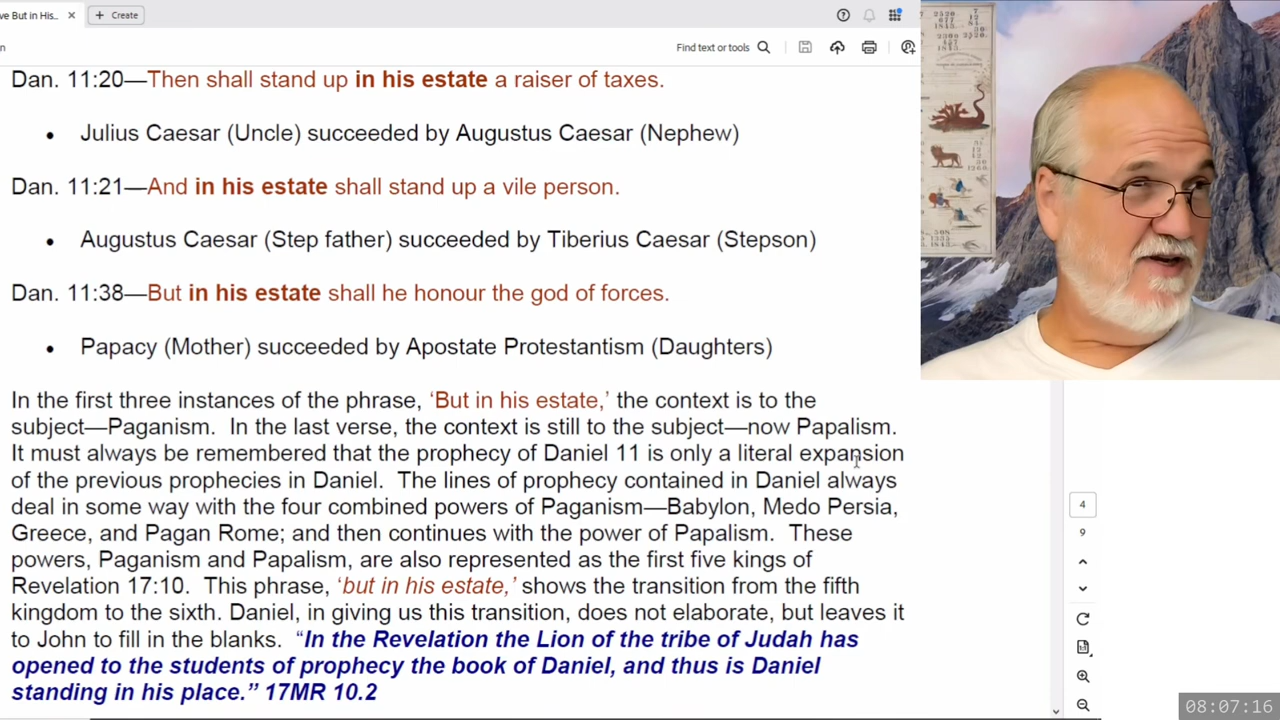 ve But in His..
Create
n
Find text or tools
Dan. 11:20—Then shall stand up in his estate a raiser of taxes.
• Julius Caesar (Uncle) succeeded by Augustus Caesar (Nephew)
Dan. 11:21—And in his estate shall stand up a vile person.
• Augustus Caesar (Step father) succeeded by Tiberius Caesar (Stepson)
Dan. 11:38—But in his estate shall he honour the god of forces.
• Papacy (Mother) succeeded by Apostate Protestantism (Daughters)
In the first three instances of the phrase, ‘But in his estate,’ the context is to the
subject—Paganism.  In the last verse, the context is still to the subject—now Papalism.
It must always be remembered that the prophecy of Daniel 11 is only a literal expansion
of the previous prophecies in Daniel.  The lines of prophecy contained in Daniel always
deal in some way with the four combined powers of Paganism—Babylon, Medo Persia,
Greece, and Pagan Rome; and then continues with the power of Papalism.  These
powers, Paganism and Papalism, are also represented as the first five kings of
Revelation 17:10.  This phrase, ‘but in his estate,’ shows the transition from the fifth
kingdom to the sixth. Daniel, in giving us this transition, does not elaborate, but leaves it
to John to fill in the blanks.  “In the Revelation the Lion of the tribe of Judah has
opened to the students of prophecy the book of Daniel, and thus is Daniel
standing in his place.” 17MR 10.2
4
9
08:07:16